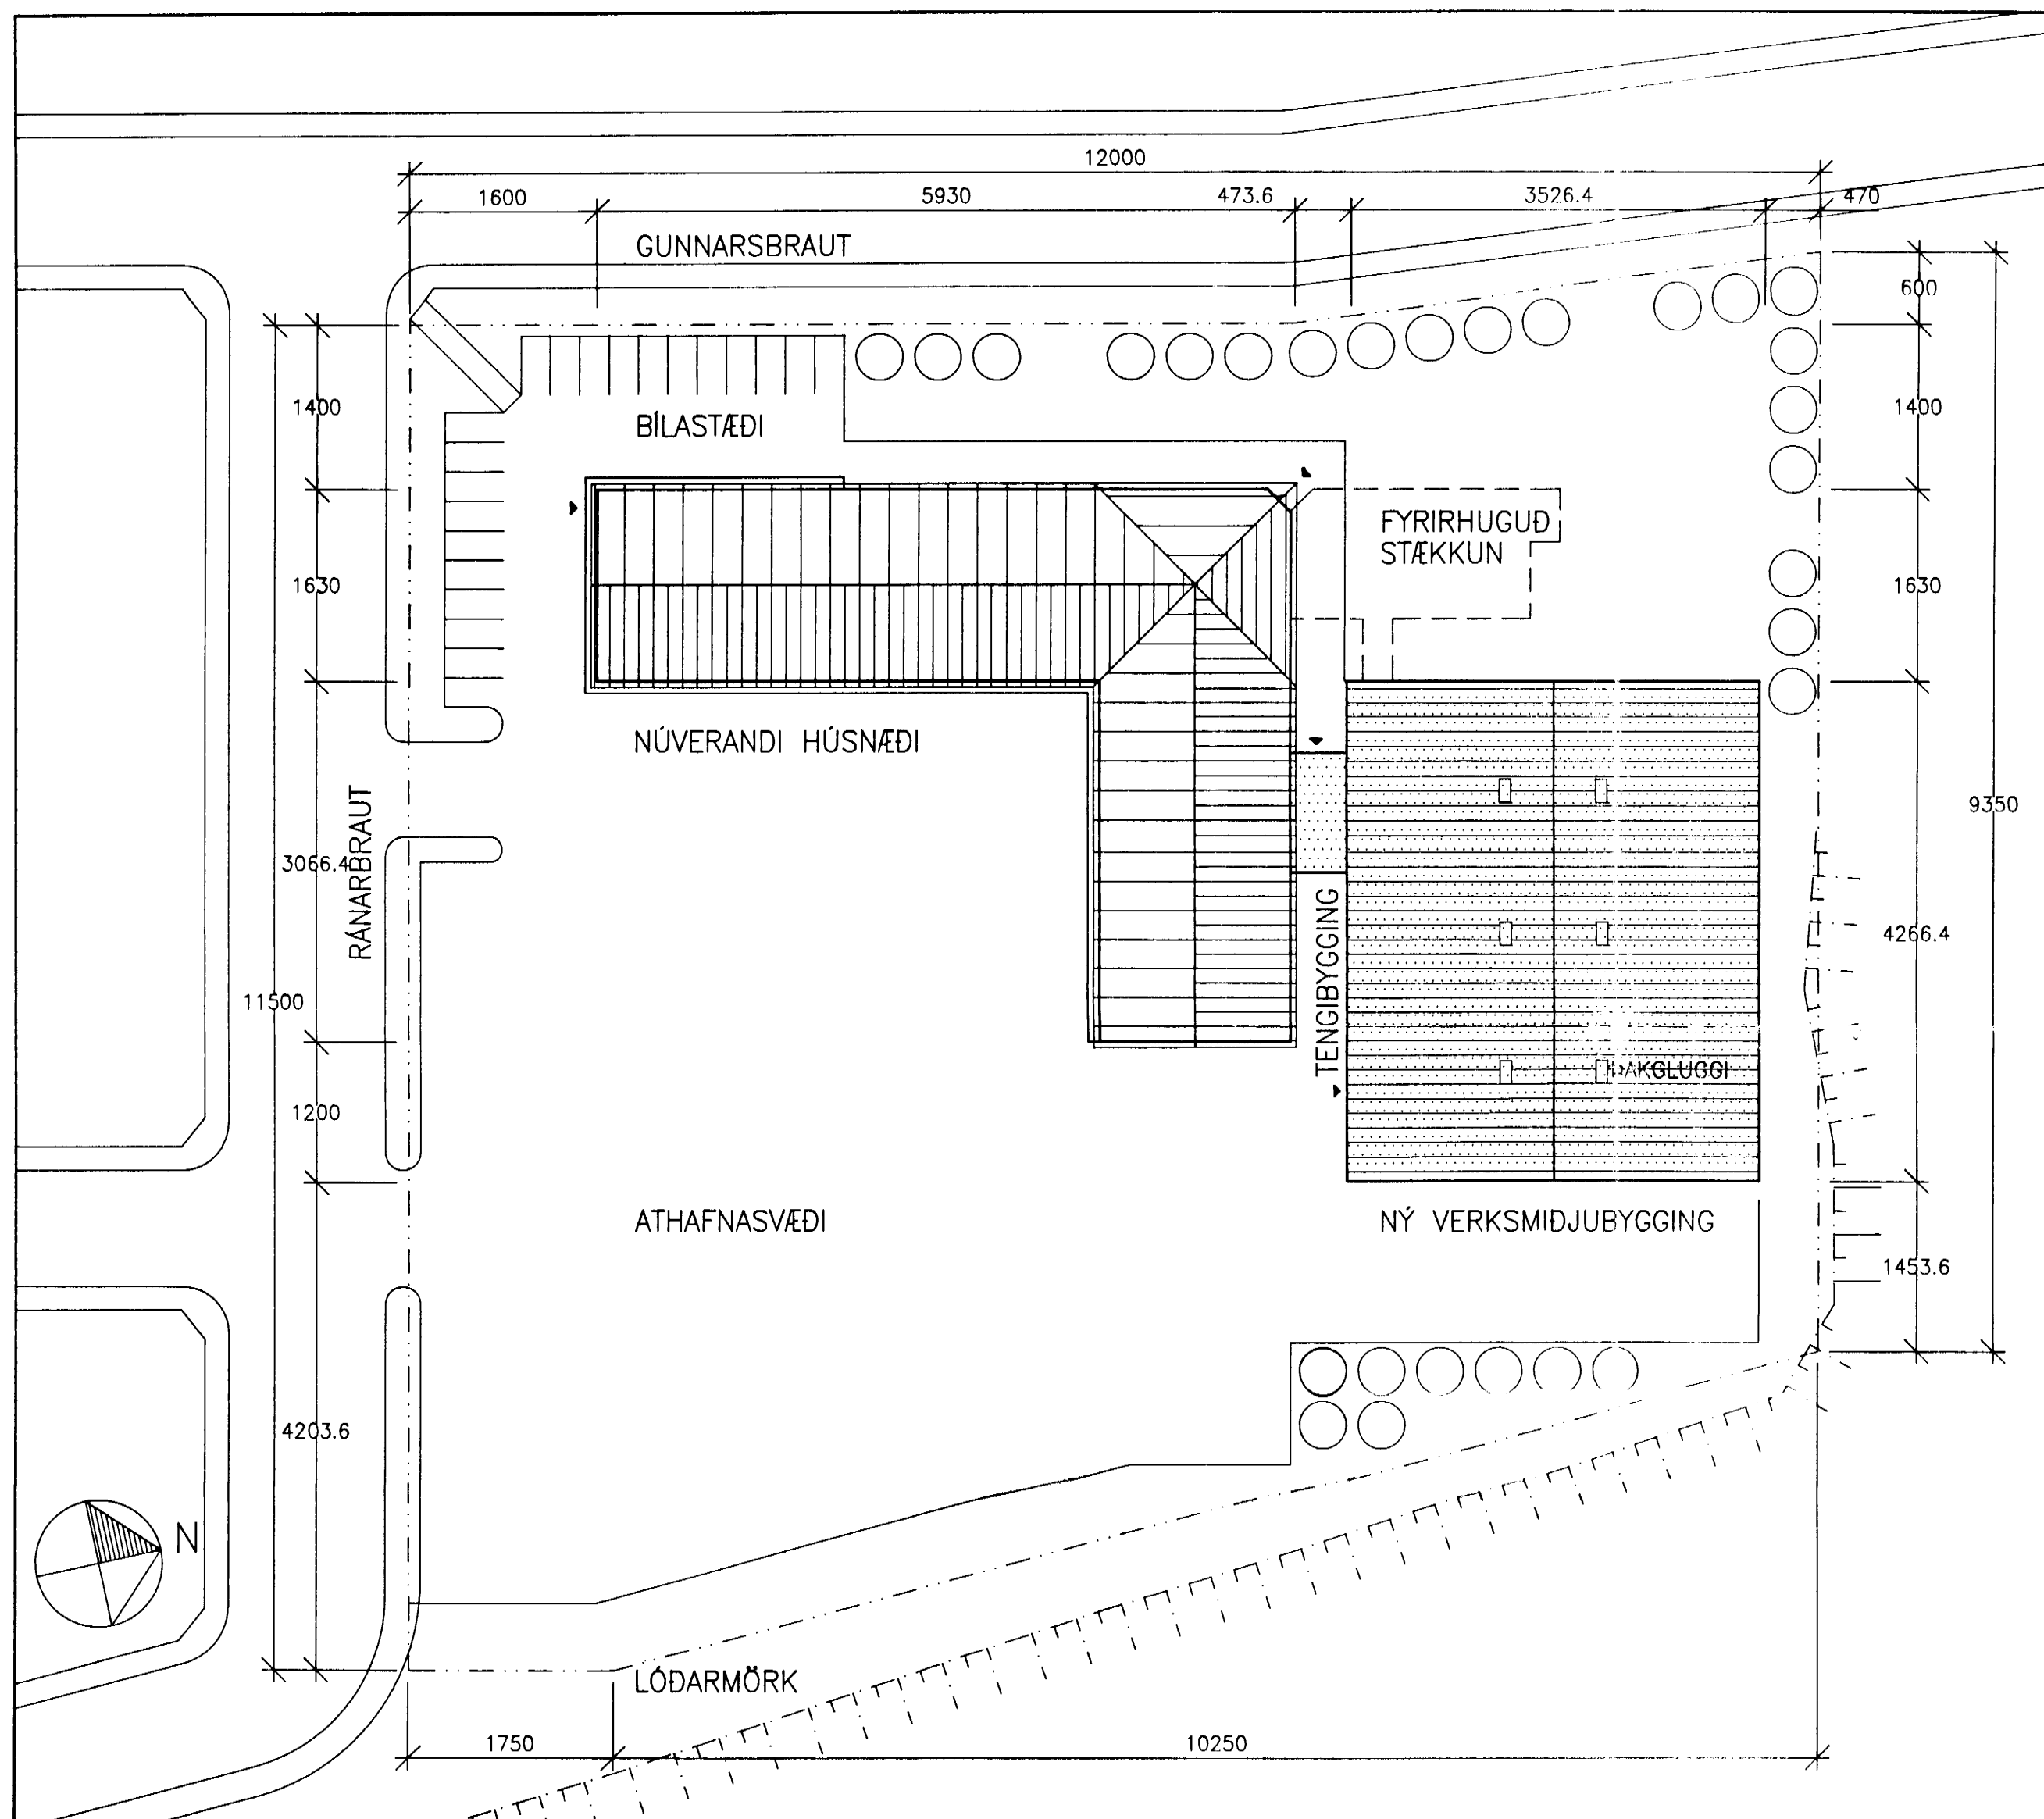 12000
1600
5930
473.6
3526.4
470
GUNNARSBRAUT
600
1400
BÍLASTÆÐI
1400
FYRIRHUGUÐ
STÆKKUN
1630
1630
NÚVERANDI HÚSNÆÐI
RÁNARBRAUT
9350
3066.4
TENGIBYGGING
4266.4
11500
DAKGLUGGI
1200
ATHAFNASVÆÐI
NÝ VERKSMIÐJUBYGGING
1453.6
4203.6
N
LÓÐARMÖRK
1750
10250